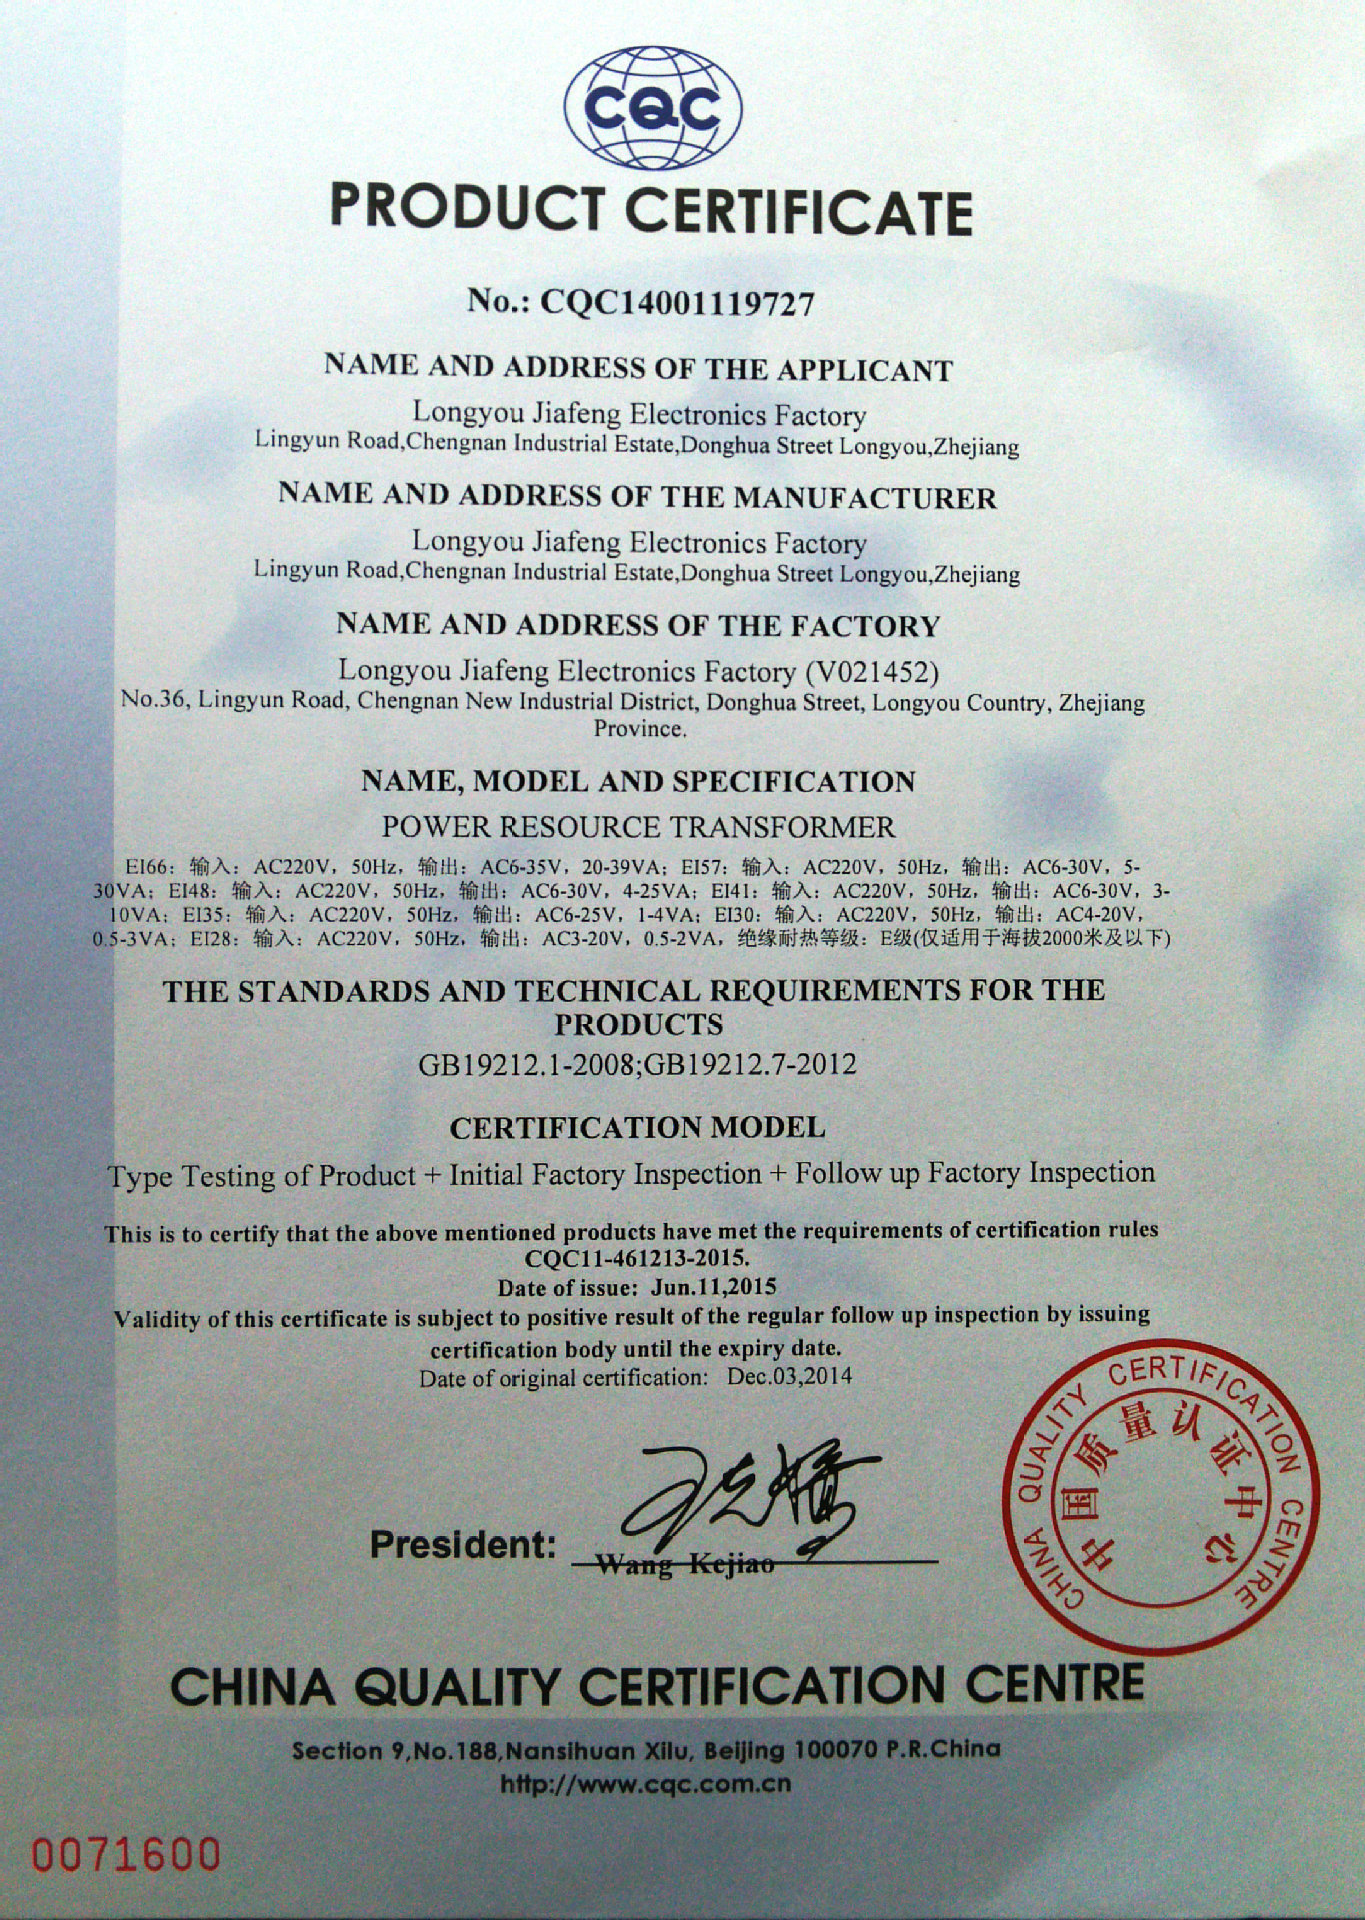 CQC
PRODUCT CERTIFICATE
No.: CQC14001119727
NAME AND ADDRESS OF THE APPLICANT
Longyou Jiafeng Electronics Factory
Lingyun Road,Chengnan Industrial Estate,Donghua Street Longyou,Zhejiang
NAME AND ADDRESS OF THE MANUFACTURER
Longyou Jiafeng Electronics Factory
Lingyun Road,Chengnan Industrial Estate,Donghua Street Longyou,Zhejiang
NAME AND ADDRESS OF THE FACTORY
Longyou Jiafeng Electronics Factory (V021452)
No.36, Lingyun Road, Chengnan New Industrial District, Donghua Street, Longyou Country, Zhejiang
Province.
NAME, MODEL AND SPECIFICATION
POWER RESOURCE TRANSFORMER
EI66：输入：AC220V，50Hz，输出：AC6-35V，20-39VA；EI57：输入：AC220V，50Hz，输出：AC6-30V，5-
30VA；EI48：输入：AC220V，50Hz，输出：AC6-30V，4-25VA；EI41：输入：AC220V，50Hz，输出：AC6-30V，3-
10VA；EI35：输入：AC220V，50Hz，输出：AC6-25V，1-4VA；EI30：输入：AC220V，50Hz，输出：AC4-20V，
0.5-3VA；EI28：输入：AC220V，50Hz，输出：AC3-20V，0.5-2VA，绝缘耐热等级：E级(仅适用于海拔2000米及以下)
THE STANDARDS AND TECHNICAL REQUIREMENTS FOR THE
PRODUCTS
GB19212.1-2008;GB19212.7-2012
CERTIFICATION MODEL
Type Testing of Product + Initial Factory Inspection + Follow up Factory Inspection
This is to certify that the above mentioned products have met the requirements of certification rules
CQC11-461213-2015.
Date of issue: Jun.11,2015
Validity of this certificate is subject to positive result of the regular follow up inspection by issuing
certification body until the expiry date.
Date of original certification: Dec.03,2014
President:
Wang Kejiao
CHINA QUALITY CERTIFICATION CENTRE
中国质量认证中心
CHINA QUALITY CERTIFICATION CENTRE
Section 9,No.188,Nansihuan Xilu, Beijing 100070 P.R.China
http://www.cqc.com.cn
0071600